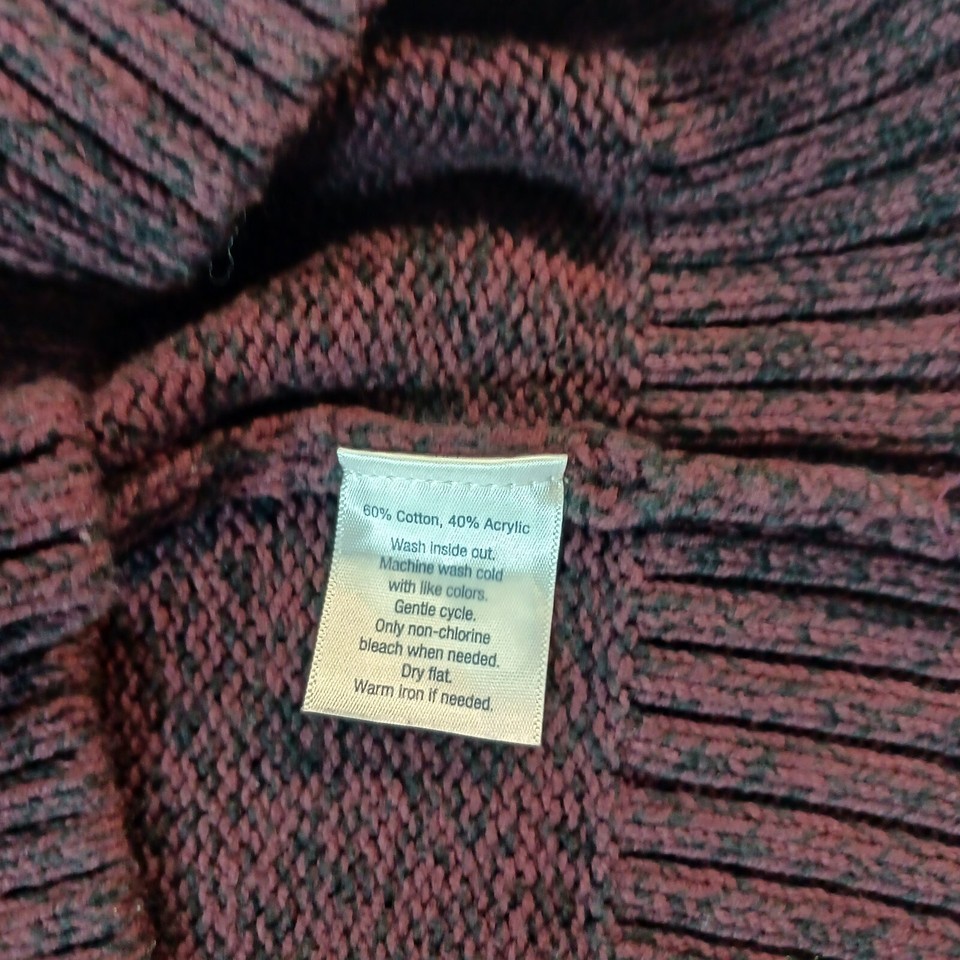 60% Cotton, 40% Acrylic
Wash inside out.
Machine wash cold
with like colors.
Gentle cycle.
Only non-chlorine
bleach when needed.
Dry flat.
Warm iron if needed.